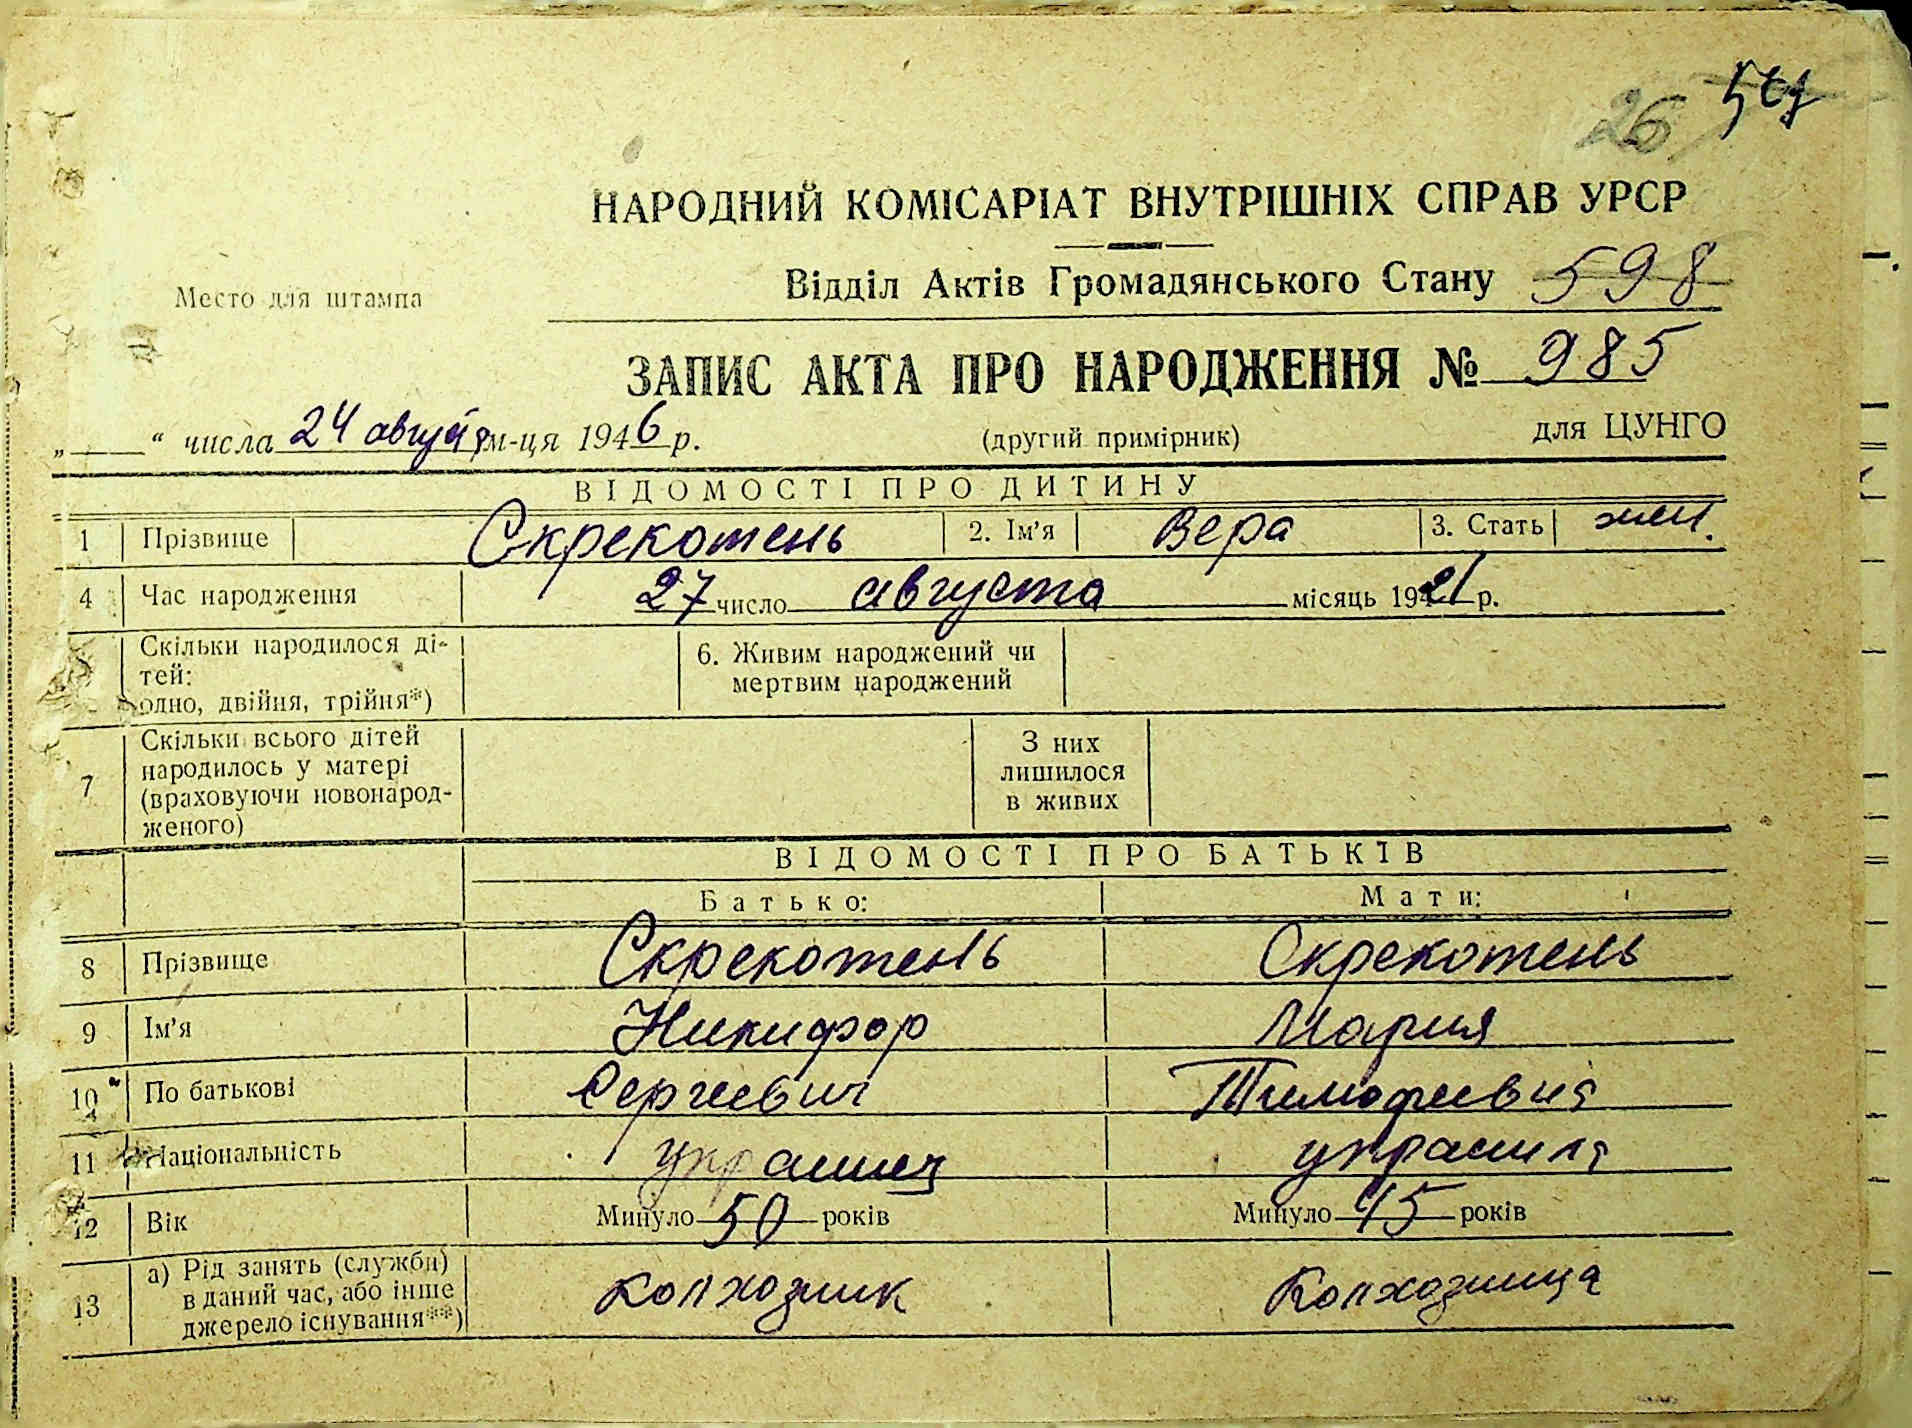 26
НАРОДНИЙ КОМІСАРІАТ ВНУТРІШНІХ СПРАВ УРСР
Место для штампа
Відділ Актів Громадянського Стану 598
ЗАПИС АКТА ПРО НАРОДЖЕННЯ № 985
„ “ числа 24 августа м-ця 1946 р. (другий примірник) для ЦУНГО
ВІДОМОСТІ ПРО ДИТИНУ
1 Прізвище Скрекотень 2. Ім’я Вера 3. Стать жен.
4 Час народження 27 число августа місяць 1921 р.
5 Скільки народилося ді- 6. Живим народжений чи
тей: мертвим народжений
одно, двійня, трійня*)
7 Скільки всього дітей З них
народилось у матері лишилося
(враховуючи новонарод- в живих
женого)
ВІДОМОСТІ ПРО БАТЬКІВ
Батько: Мати:
8 Прізвище Скрекотень Скрекотень
9 Ім’я Никифор Мария
10 По батькові Сергеевич Тимофеевна
11 Національність украинец украинка
12 Вік Минуло 50 років Минуло 45 років
13 а) Рід занять (служби)
в даний час, або інше колхозник Колхозница
джерело існування**)